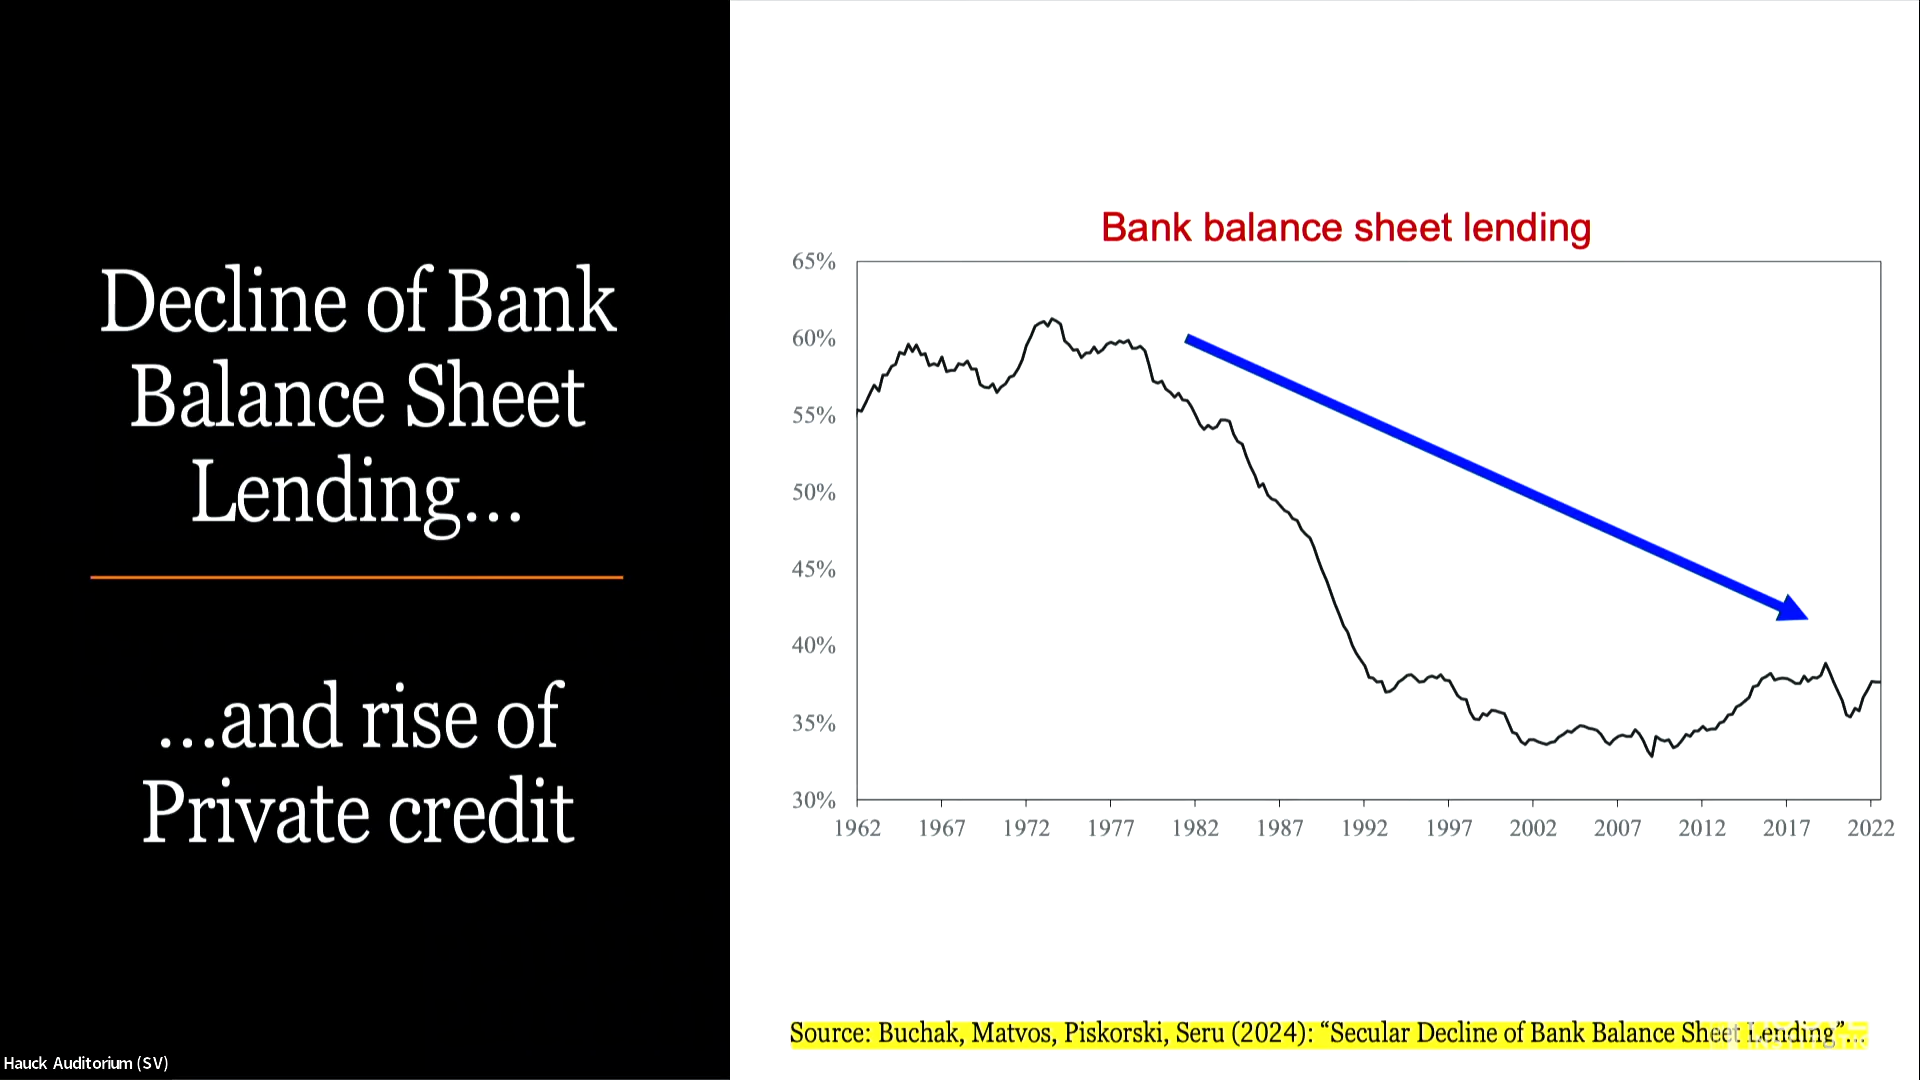 Decline of Bank
Balance Sheet
Lending...
...and rise of
Private credit
Bank balance sheet lending
65%
60%
55%
50%
45%
40%
35%
30%
1962 1967 1972 1977 1982 1987 1992 1997 2002 2007 2012 2017 2022
Source: Buchak, Matvos, Piskorski, Seru (2024): “Secular Decline of Bank Balance Sheet Lending”...
Hauck Auditorium (SV)